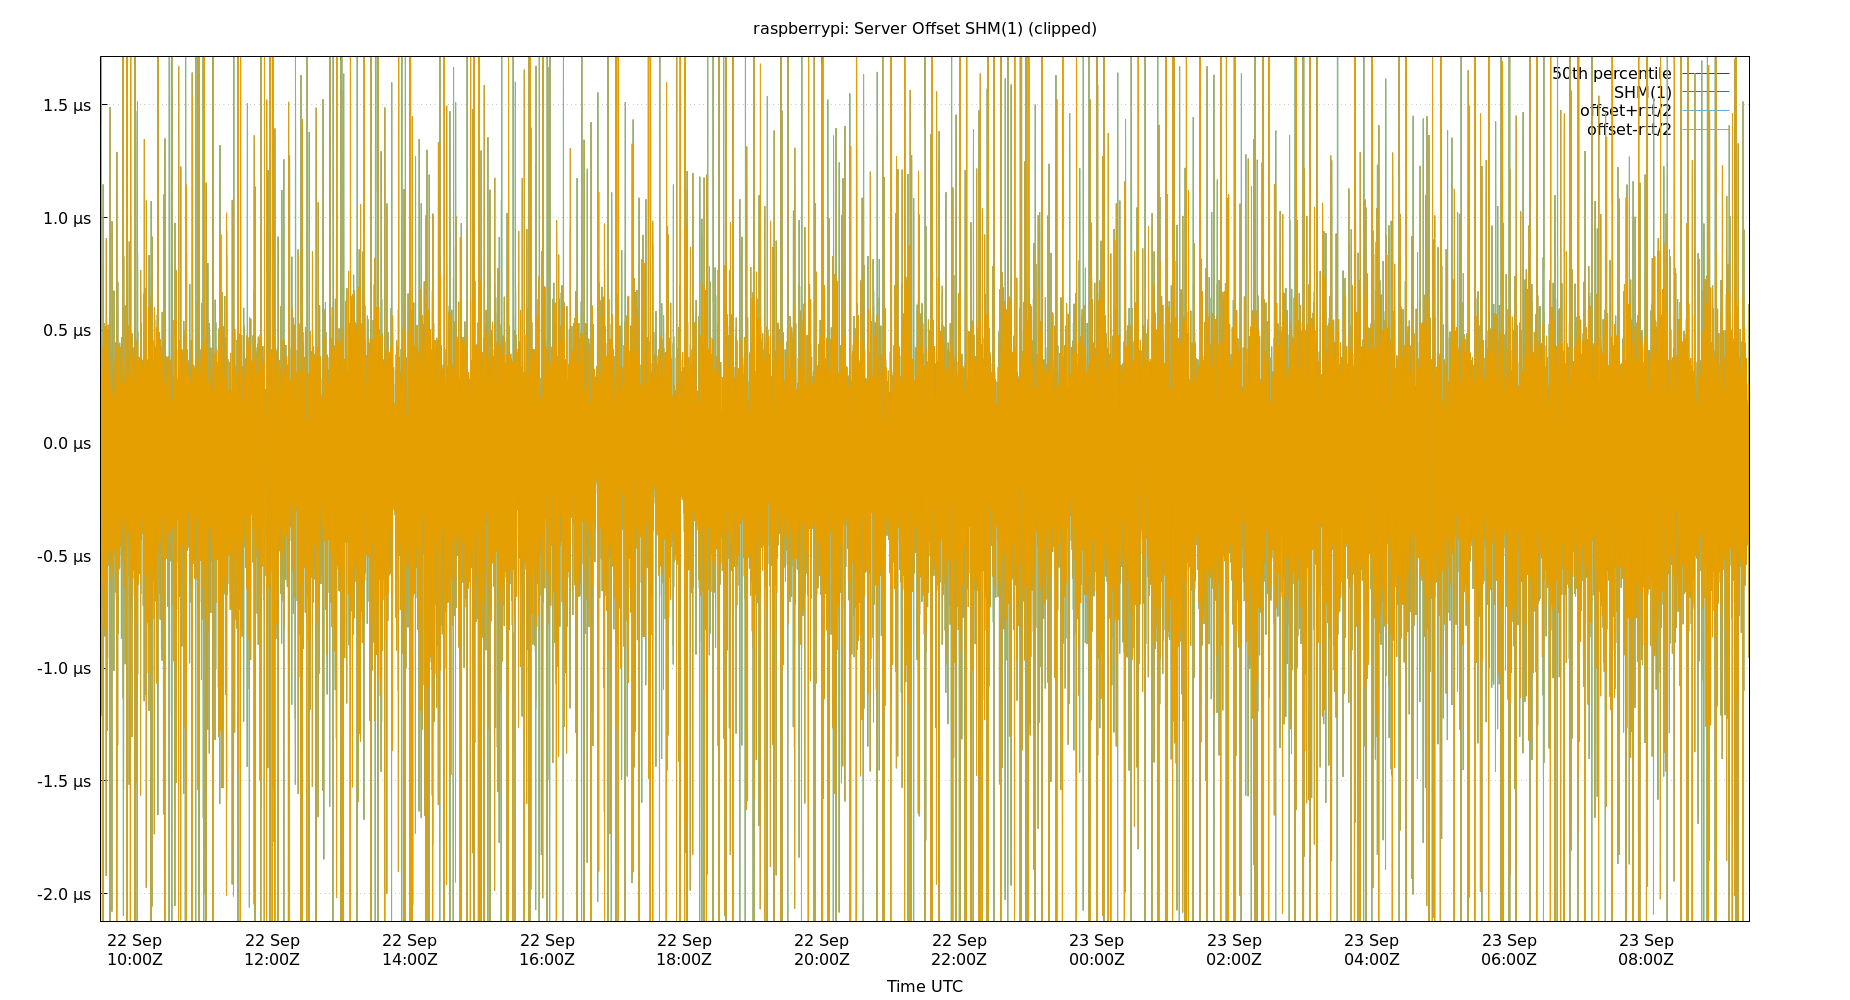 raspberrypi: Server Offset SHM(1) (clipped)
50th percentile
SHM(1)
offset+rtt/2
offset-rtt/2
1.5 µs
1.0 µs
0.5 µs
0.0 µs
-0.5 µs
-1.0 µs
-1.5 µs
-2.0 µs
22 Sep 22 Sep 22 Sep 22 Sep 22 Sep 22 Sep 22 Sep 23 Sep 23 Sep 23 Sep 23 Sep 23 Sep
10:00Z 12:00Z 14:00Z 16:00Z 18:00Z 20:00Z 22:00Z 00:00Z 02:00Z 04:00Z 06:00Z 08:00Z
Time UTC